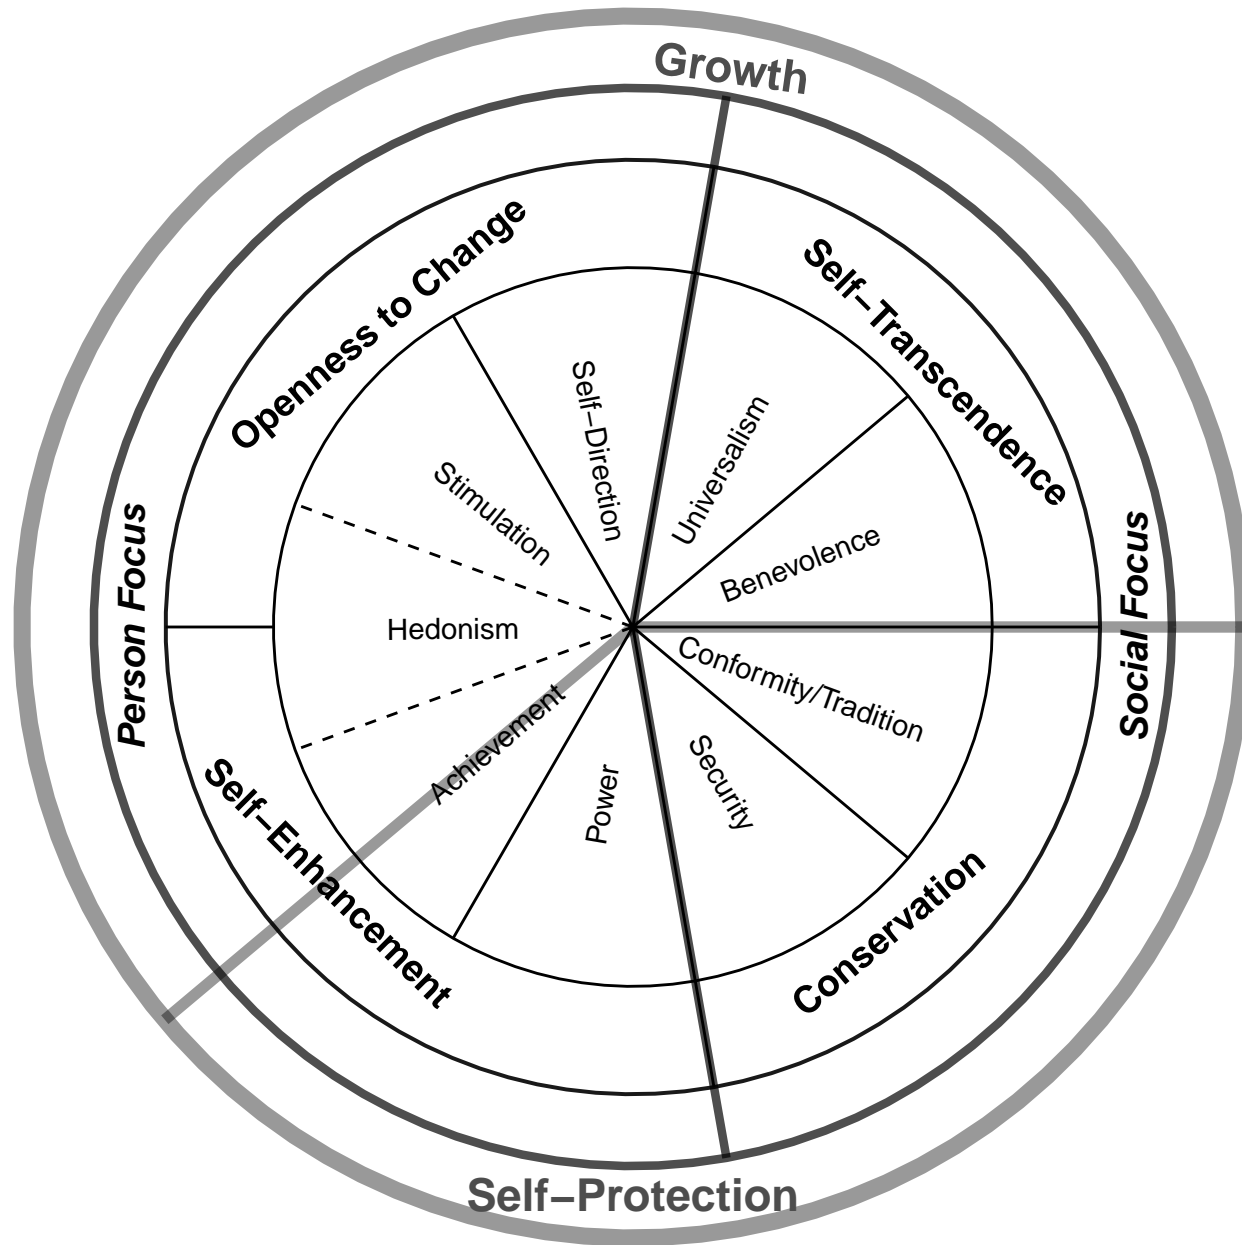 Growth
Openness to Change
Self−Transcendence
Self−Direction
Universalism
Stimulation
Benevolence
Person Focus
Social Focus
Hedonism
Conformity/Tradition
Achievement
Security
Power
Self−Enhancement
Conservation
Self−Protection